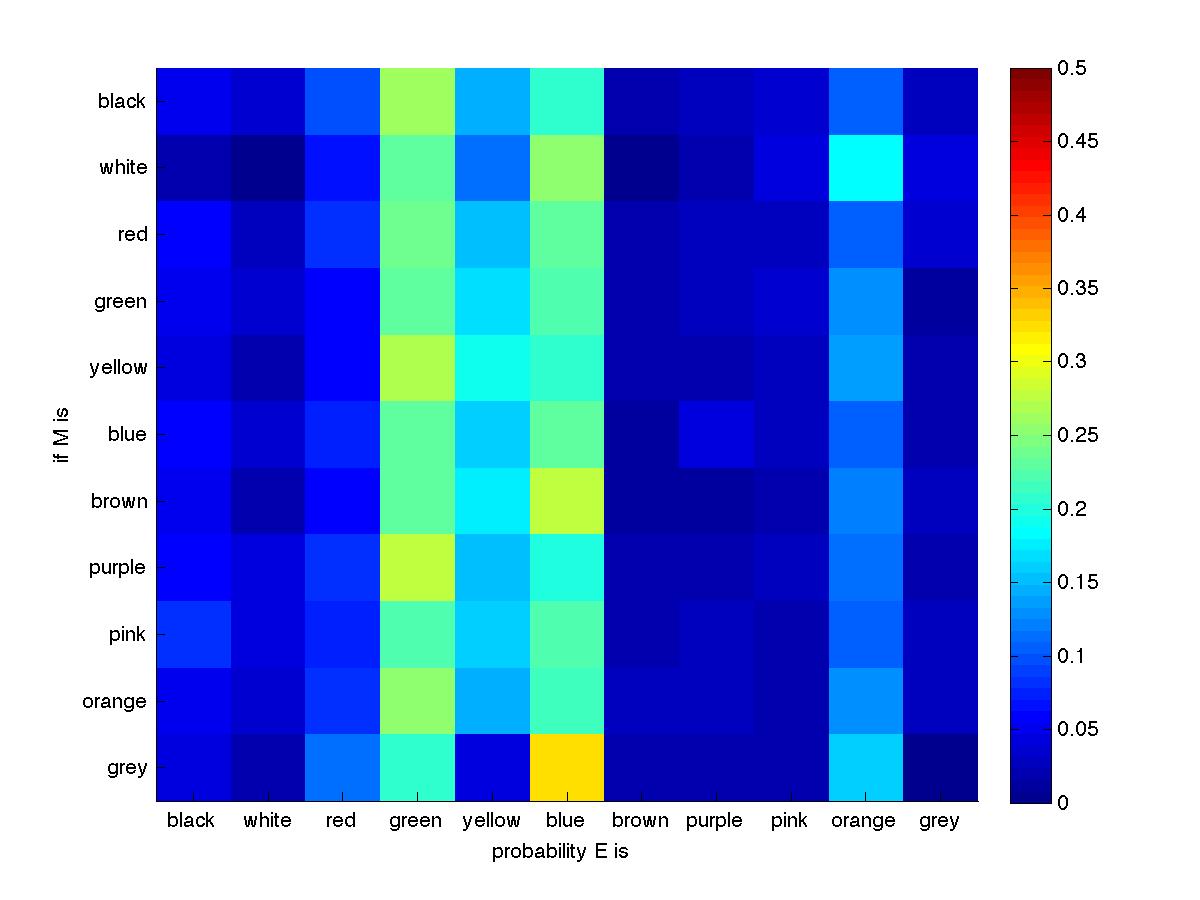 black
white
red
green
yellow
blue
brown
purple
pink
orange
grey
if M is
black white red green yellow blue brown purple pink orange grey
probability E is
0.5
0.45
0.4
0.35
0.3
0.25
0.2
0.15
0.1
0.05
0